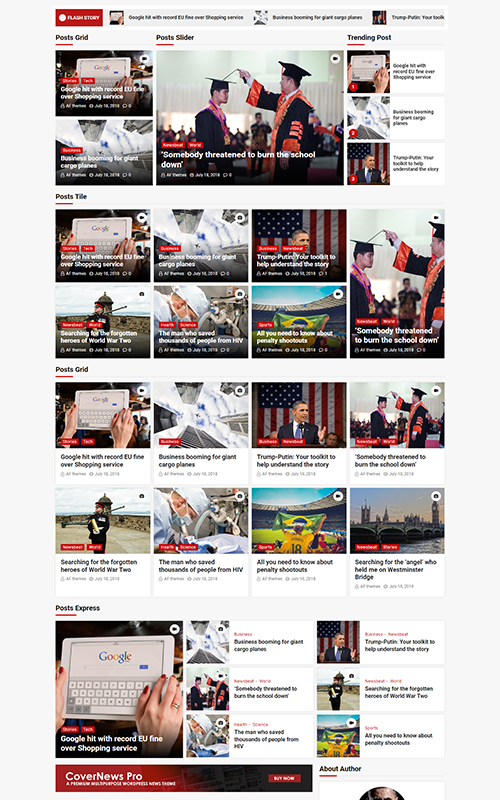 FLASH STORY
Google hit with record EU fine over Shopping service
Business booming for giant cargo planes
Trump-Putin: Your toolk
Posts Grid
Posts Slider
Trending Post
Stories Tech
Google hit with record EU fine
over Shopping service
AF themes July 18, 2018 0
Business
Business booming for giant
cargo planes
AF themes July 18, 2018 0
Newsbeat World
'Somebody threatened to burn the school
down'
AF themes July 18, 2018 0
Google
1
Google hit with
record EU fine over
Shopping service
2
Business booming
for giant cargo
planes
3
Trump-Putin: Your
toolkit to help
understand the story
Posts Tile
Google
Stories Tech
Google hit with record EU fine
over Shopping service
AF themes July 18, 2018 0
Business
Business booming for giant
cargo planes
AF themes July 18, 2018 0
Business Newsbeat
Trump-Putin: Your toolkit to
help understand the story
AF themes July 18, 2018 1
Newsbeat World
'Somebody threatened
to burn the school down'
AF themes July 18, 2018 0
Newsbeat World
Searching for the forgotten
heroes of World War Two
AF themes July 18, 2018 0
Health Science
The man who saved
thousands of people from HIV
AF themes July 18, 2018 0
Sports
All you need to know about
penalty shootouts
AF themes July 18, 2018 0
Posts Grid
Google
Stories Tech
Google hit with record EU fine
over Shopping service
AF themes July 18, 2018
Business
Business booming for giant
cargo planes
AF themes July 18, 2018
Business Newsbeat
Trump-Putin: Your toolkit to
help understand the story
AF themes July 18, 2018
Newsbeat World
'Somebody threatened to
burn the school down'
AF themes July 18, 2018
Newsbeat World
Searching for the forgotten
heroes of World War Two
AF themes July 18, 2018
Health Science
The man who saved
thousands of people from HIV
AF themes July 18, 2018
Sports
All you need to know about
penalty shootouts
AF themes July 18, 2018
Newsbeat Stories
Searching for the 'angel' who
held me on Westminster
Bridge
AF themes July 18, 2018
Posts Express
Google
Stories Tech
Google hit with record EU fine
over Shopping service
Business
Business booming for giant
cargo planes
Business - Newsbeat
Trump-Putin: Your toolkit to
help understand the story
Newsbeat - World
'Somebody threatened to
burn the school down'
Newsbeat - World
Searching for the forgotten
heroes of World War Two
Health - Science
The man who saved
thousands of people from
HIV
Sports
All you need to know about
penalty shootouts
CoverNews Pro
A PREMIUM MULTIPURPOSE WORDPRESS NEWS THEME
BUY NOW
About Author